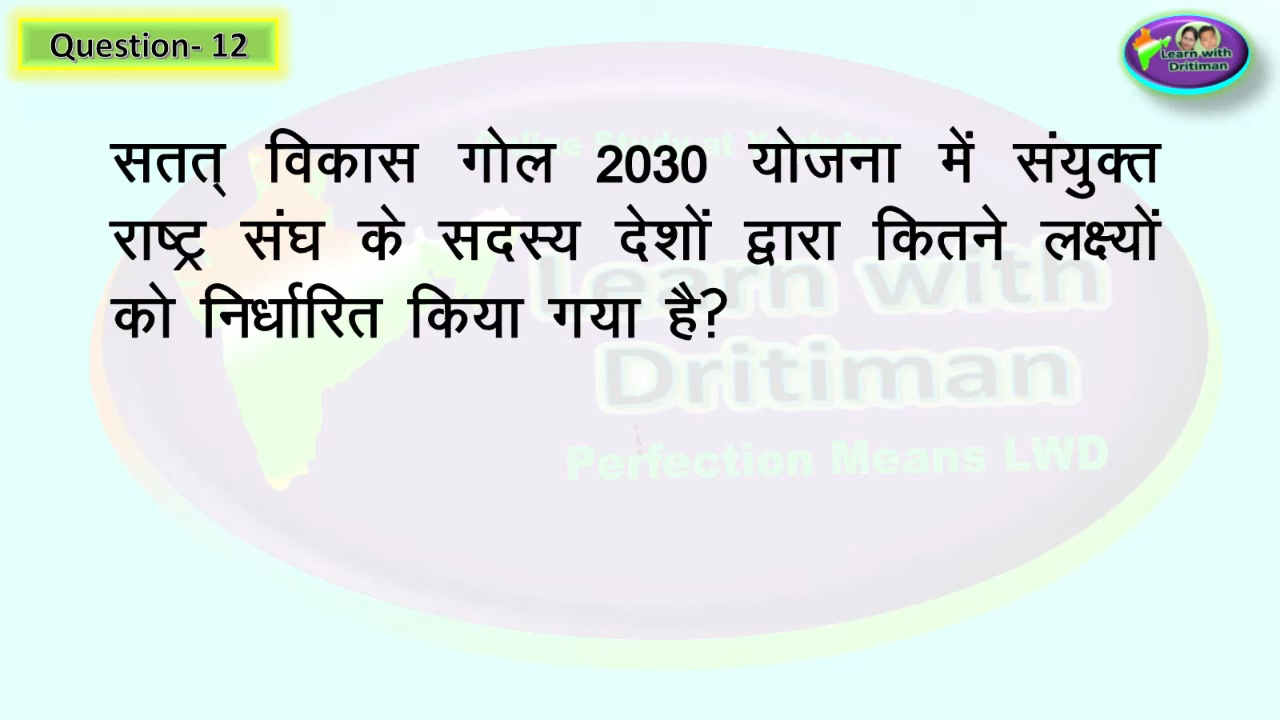 Question- 12
Learn with
Dritiman
सतत् विकास गोल 2030 योजना में संयुक्त
राष्ट्र संघ के सदस्य देशों द्वारा कितने लक्ष्यों
को निर्धारित किया गया है?
Learn with
Dritiman
Perfection Means LWD